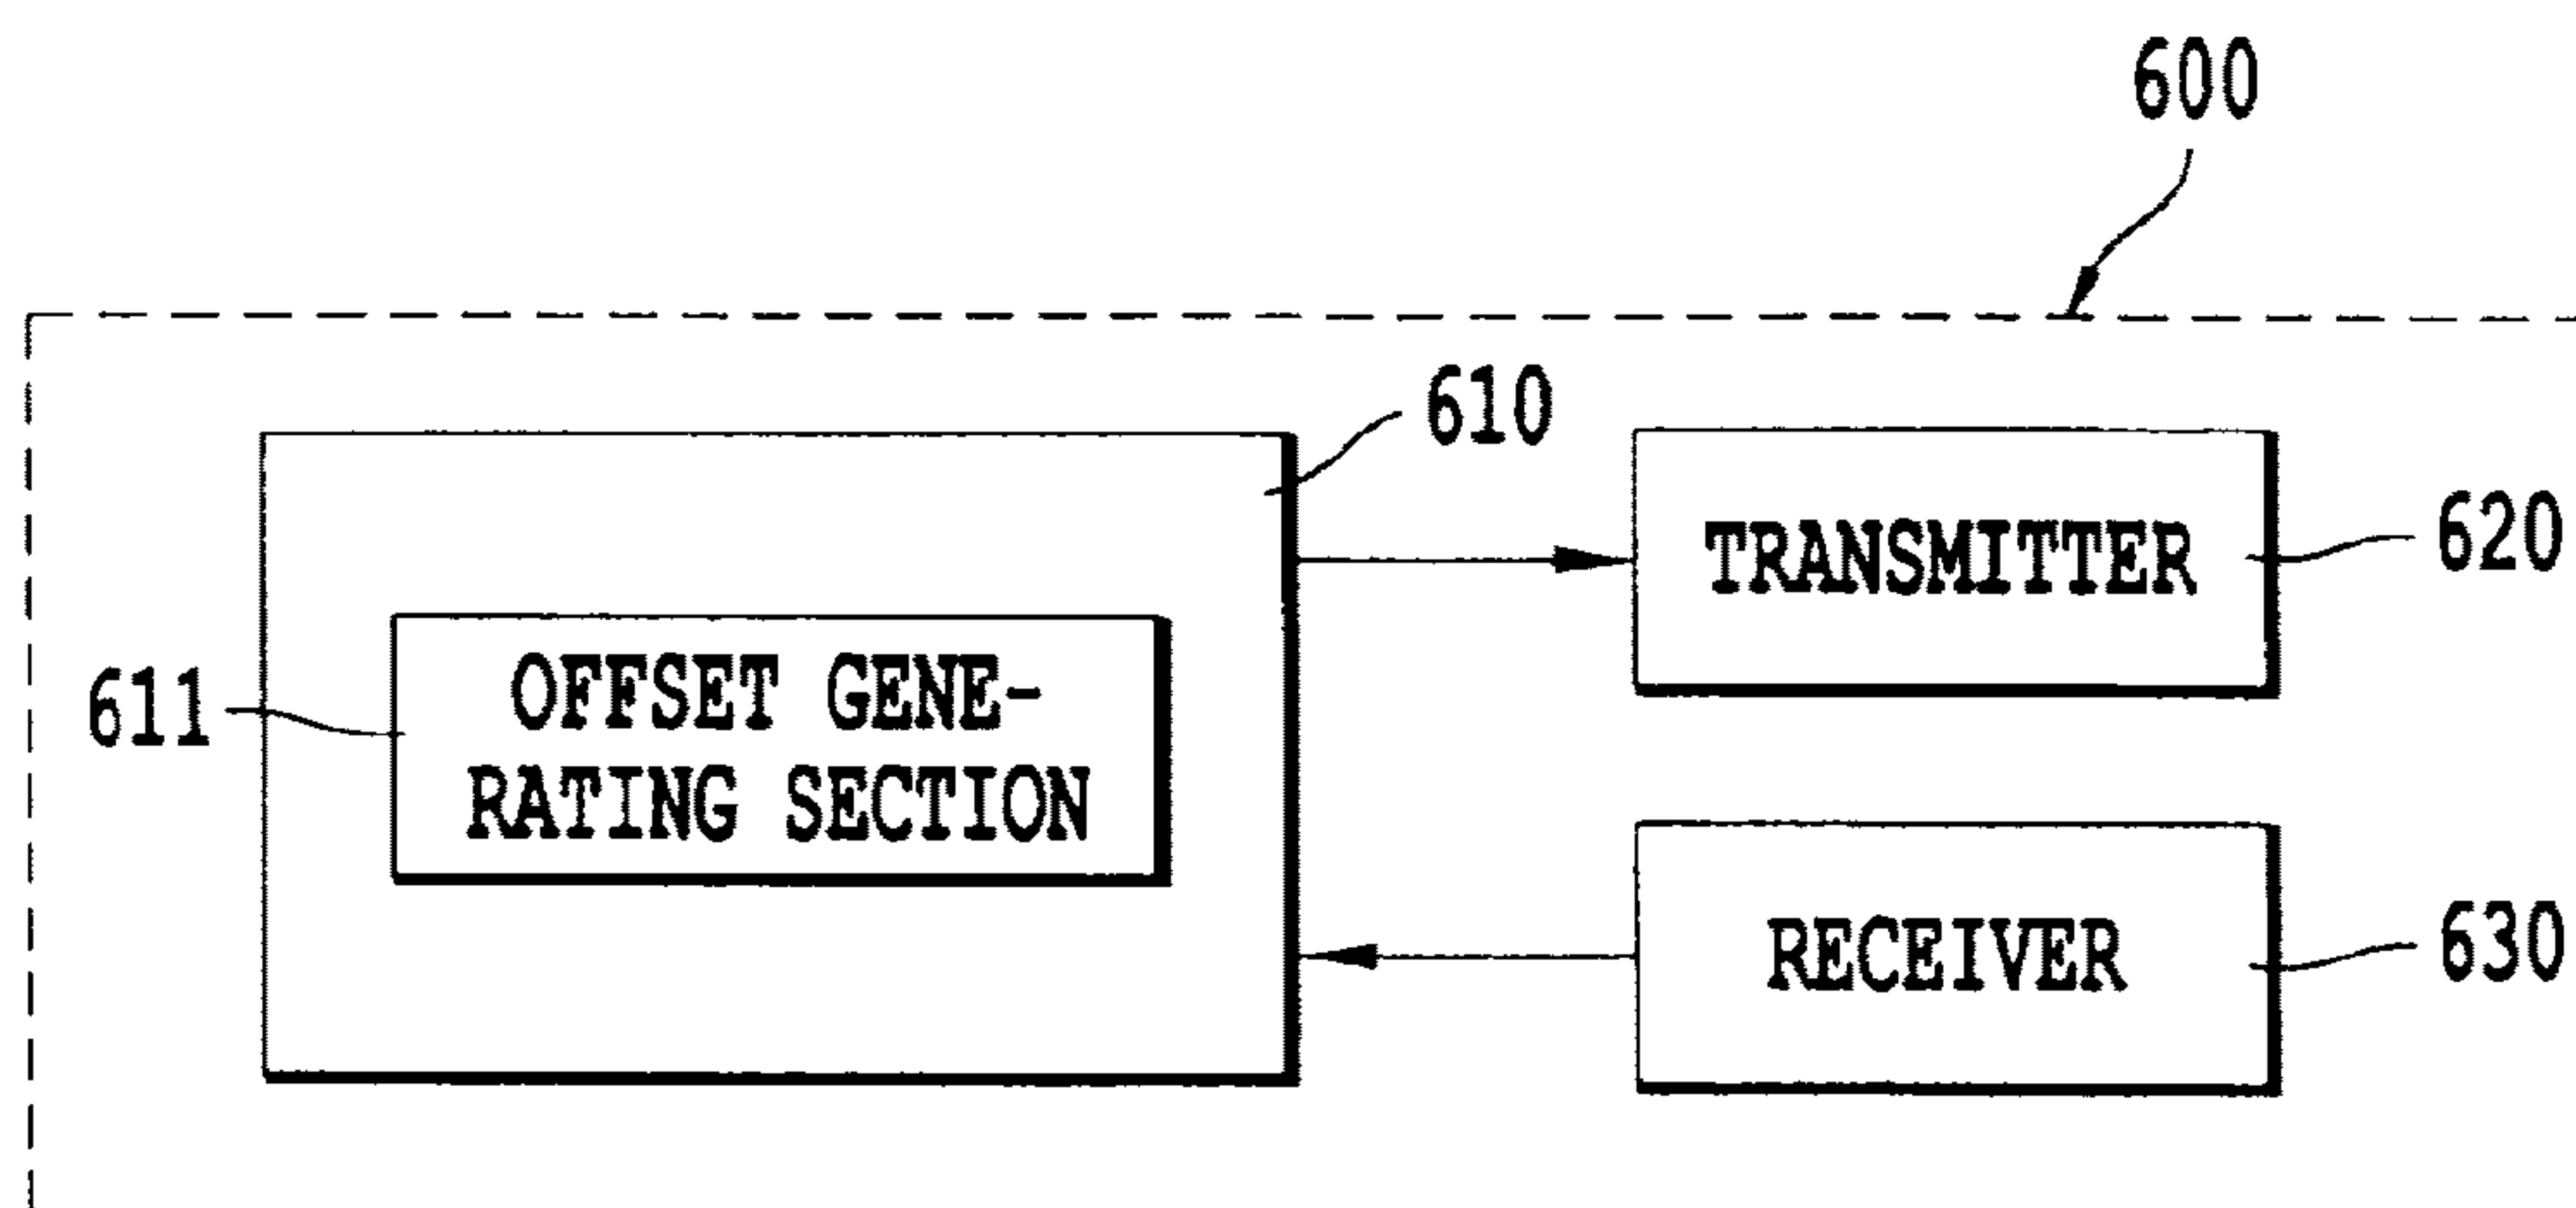 600
610
TRANSMITTER
620
611
OFFSET GENE-
RATING SECTION
RECEIVER
630